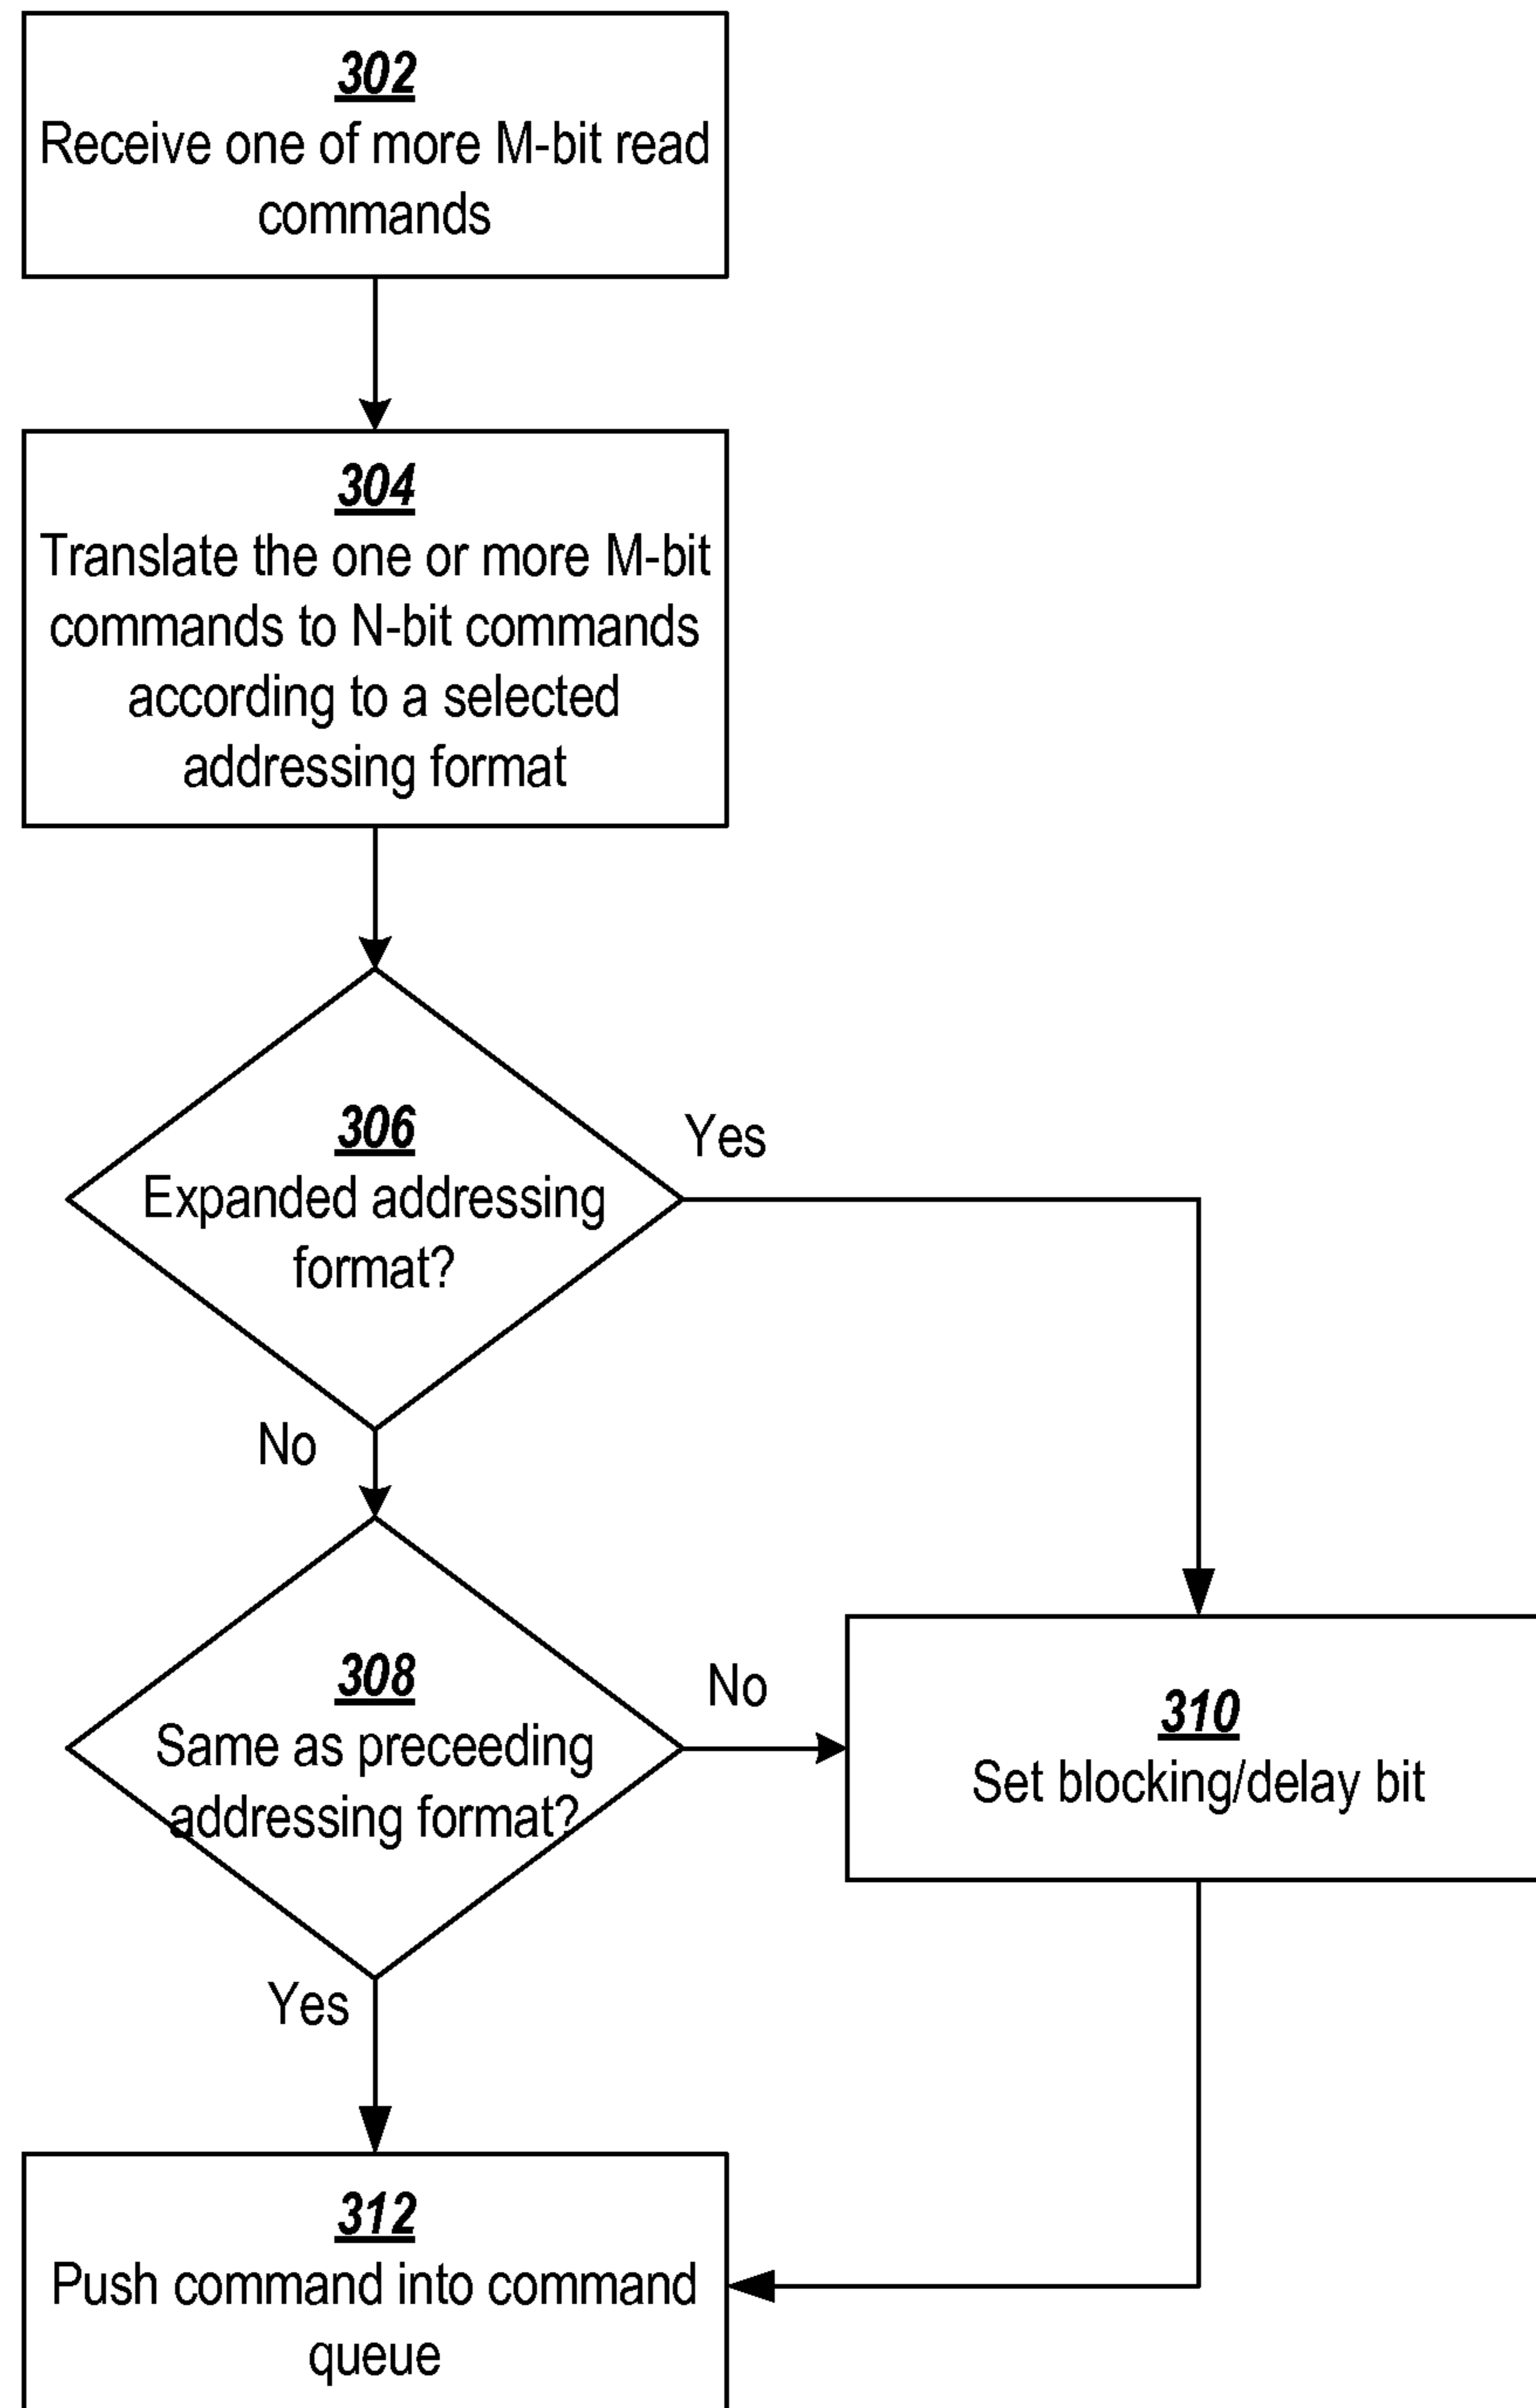 302
Receive one of more M-bit read
commands
304
Translate the one or more M-bit
commands to N-bit commands
according to a selected
addressing format
306
Expanded addressing
format?
Yes
No
308
Same as preceeding
addressing format?
No
310
Set blocking/delay bit
Yes
312
Push command into command
queue